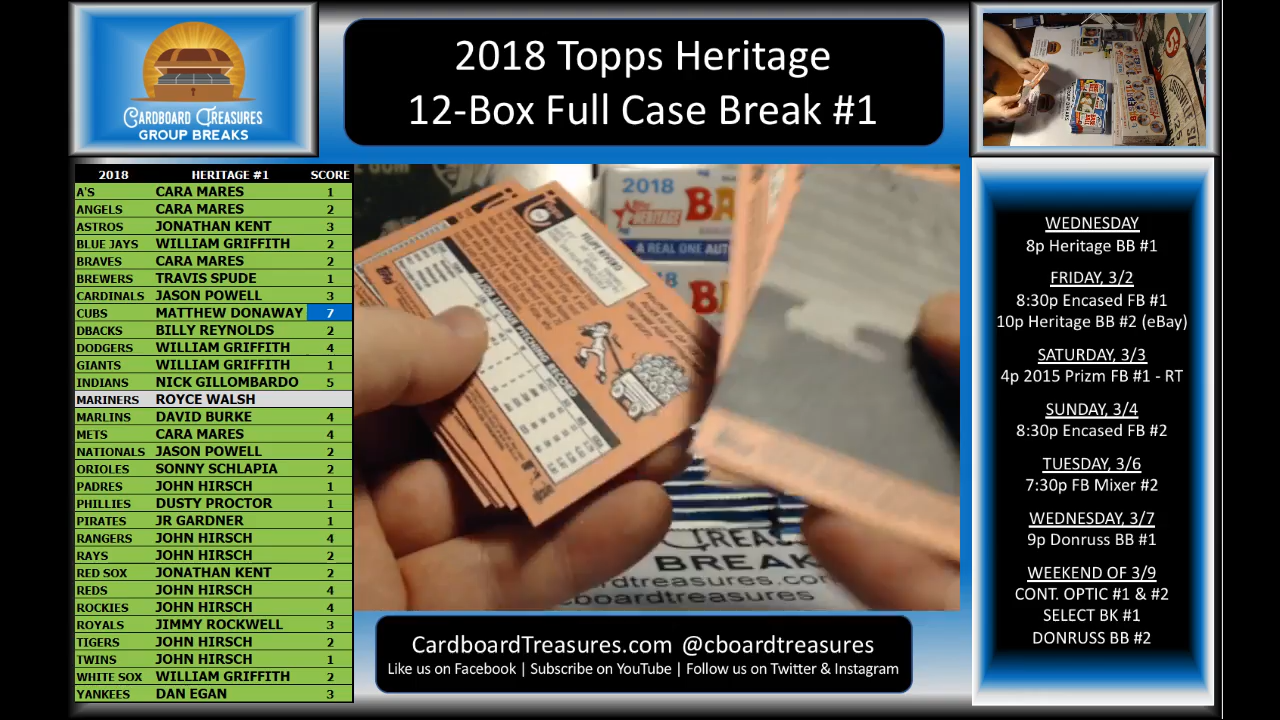 CARDBOARD TREASURES
GROUP BREAKS
2018 Topps Heritage
12-Box Full Case Break #1
2018 HERITAGE #1 SCORE
A'S CARA MARES 1
ANGELS CARA MARES 2
ASTROS JONATHAN KENT 3
BLUE JAYS WILLIAM GRIFFITH 2
BRAVES CARA MARES 2
BREWERS TRAVIS SPUDE 1
CARDINALS JASON POWELL 3
CUBS MATTHEW DONAWAY 7
DBACKS BILLY REYNOLDS 2
DODGERS WILLIAM GRIFFITH 4
GIANTS WILLIAM GRIFFITH 1
INDIANS NICK GILLOMBARDO 5
MARINERS ROYCE WALSH
MARLINS DAVID BURKE 4
METS CARA MARES 4
NATIONALS JASON POWELL 2
ORIOLES SONNY SCHLAPIA 2
PADRES JOHN HIRSCH 1
PHILLIES DUSTY PROCTOR 1
PIRATES JR GARDNER 1
RANGERS JOHN HIRSCH 4
RAYS JOHN HIRSCH 2
RED SOX JONATHAN KENT 2
REDS JOHN HIRSCH 4
ROCKIES JOHN HIRSCH 4
ROYALS JIMMY ROCKWELL 3
TIGERS JOHN HIRSCH 2
TWINS JOHN HIRSCH 1
WHITE SOX WILLIAM GRIFFITH 2
YANKEES DAN EGAN 3
2018
HERITAGE
BA
A REAL ONE AUT
BA
MAJOR LEAGUE PITCHING RECORD
TREAS
BREAK
dtreasures.co
cboardtreasures
CardboardTreasures.com @cboardtreasures
Like us on Facebook | Subscribe on YouTube | Follow us on Twitter & Instagram
WEDNESDAY
8p Heritage BB #1
FRIDAY, 3/2
8:30p Encased FB #1
10p Heritage BB #2 (eBay)
SATURDAY, 3/3
4p 2015 Prizm FB #1 - RT
SUNDAY, 3/4
8:30p Encased FB #2
TUESDAY, 3/6
7:30p FB Mixer #2
WEDNESDAY, 3/7
9p Donruss BB #1
WEEKEND OF 3/9
CONT. OPTIC #1 & #2
SELECT BK #1
DONRUSS BB #2